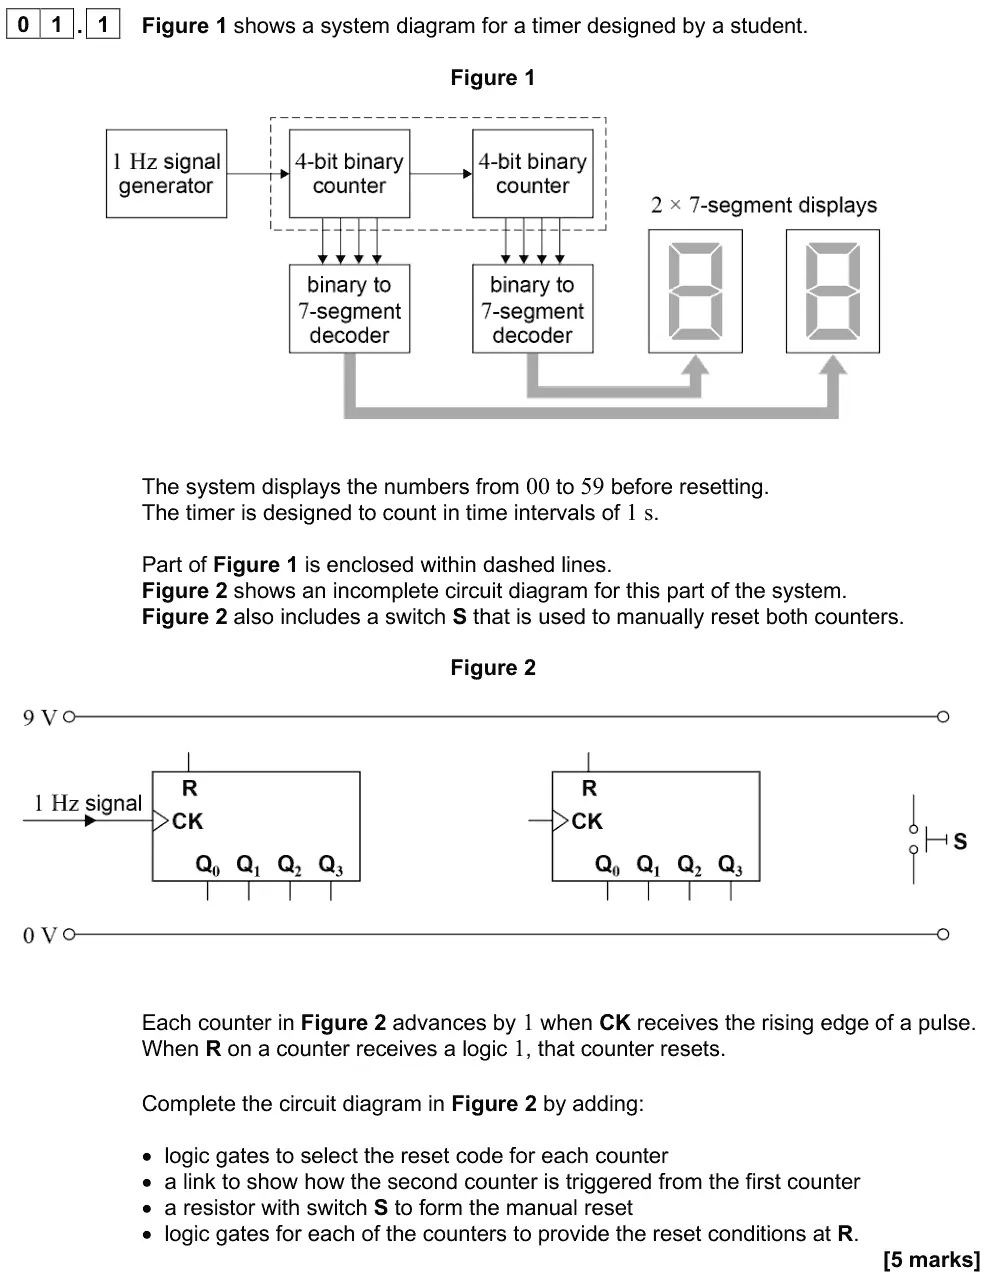 0 1 . 1 Figure 1 shows a system diagram for a timer designed by a student.
Figure 1
1 Hz signal
generator
4-bit binary
counter
4-bit binary
counter
2 × 7-segment displays
binary to
7-segment
decoder
binary to
7-segment
decoder
The system displays the numbers from 00 to 59 before resetting.
The timer is designed to count in time intervals of 1 s.
Part of Figure 1 is enclosed within dashed lines.
Figure 2 shows an incomplete circuit diagram for this part of the system.
Figure 2 also includes a switch S that is used to manually reset both counters.
Figure 2
9 V
R
R
1 Hz signal
CK
CK
S
Q₀ Q₁ Q₂ Q₃
Q₀ Q₁ Q₂ Q₃
0 V
Each counter in Figure 2 advances by 1 when CK receives the rising edge of a pulse.
When R on a counter receives a logic 1, that counter resets.
Complete the circuit diagram in Figure 2 by adding:
• logic gates to select the reset code for each counter
• a link to show how the second counter is triggered from the first counter
• a resistor with switch S to form the manual reset
• logic gates for each of the counters to provide the reset conditions at R.
[5 marks]